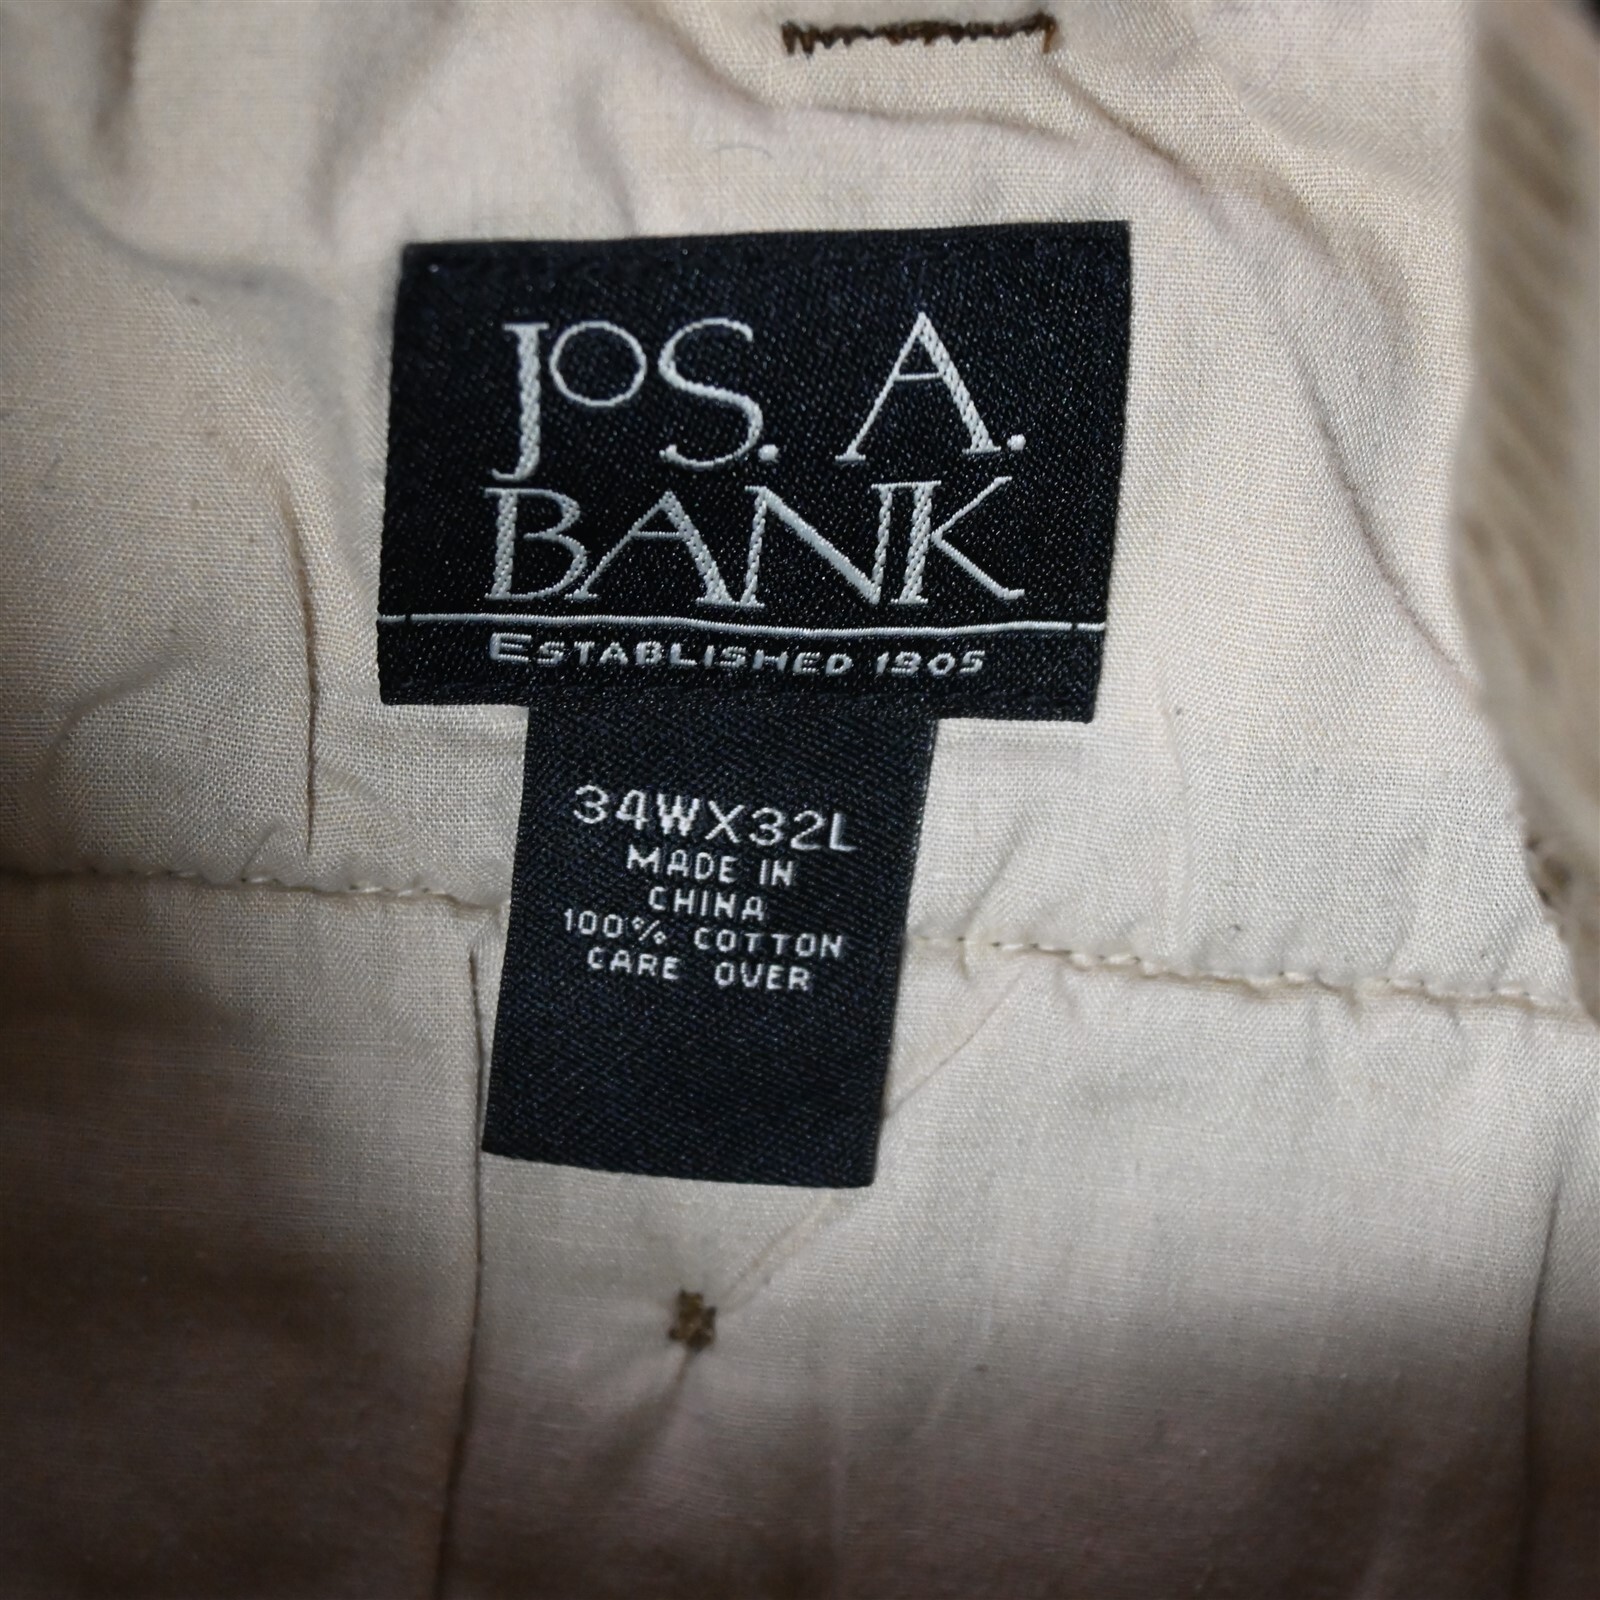 JOS. A.
BANK
ESTABLISHED 1905
34WX32L
MADE IN
CHINA
100% COTTON
CARE OVER